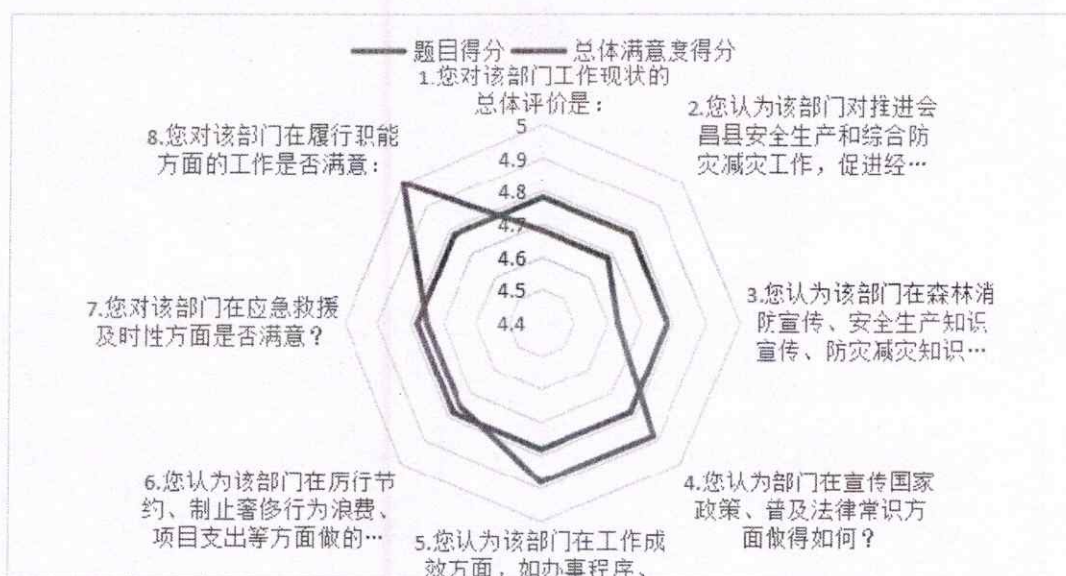 题目得分 总体满意度得分
1.您对该部门工作现状的
总体评价是：
2.您认为该部门对推进会
昌县安全生产和综合防
灾减灾工作，促进经…
3.您认为该部门在森林消
防宣传、安全生产知识
宣传、防灾减灾知识…
4.您认为部门在宣传国家
政策、普及法律常识方
面做得如何？
5.您认为该部门在工作成
效方面，如办事程序、
6.您认为该部门在厉行节
约、制止奢侈行为浪费、
项目支出等方面做的…
7.您对该部门在应急救援
及时性方面是否满意？
8.您对该部门在履行职能
方面的工作是否满意：
5
4.9
4.8
4.7
4.6
4.5
4.4